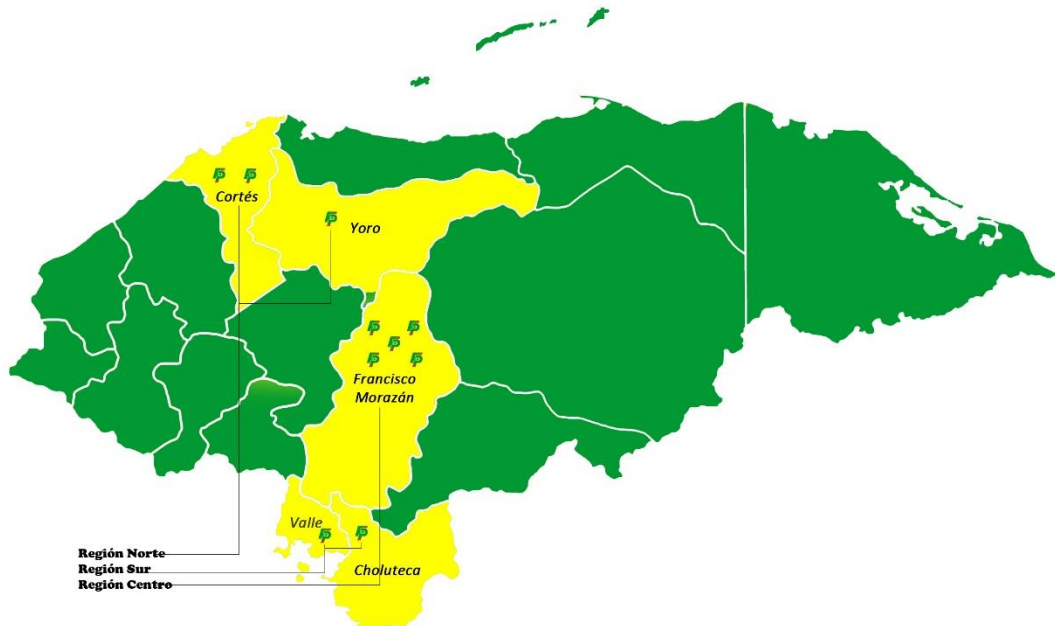 Cortés
Yoro
Francisco
Morazán
Valle
Choluteca
Región Norte
Región Sur
Región Centro